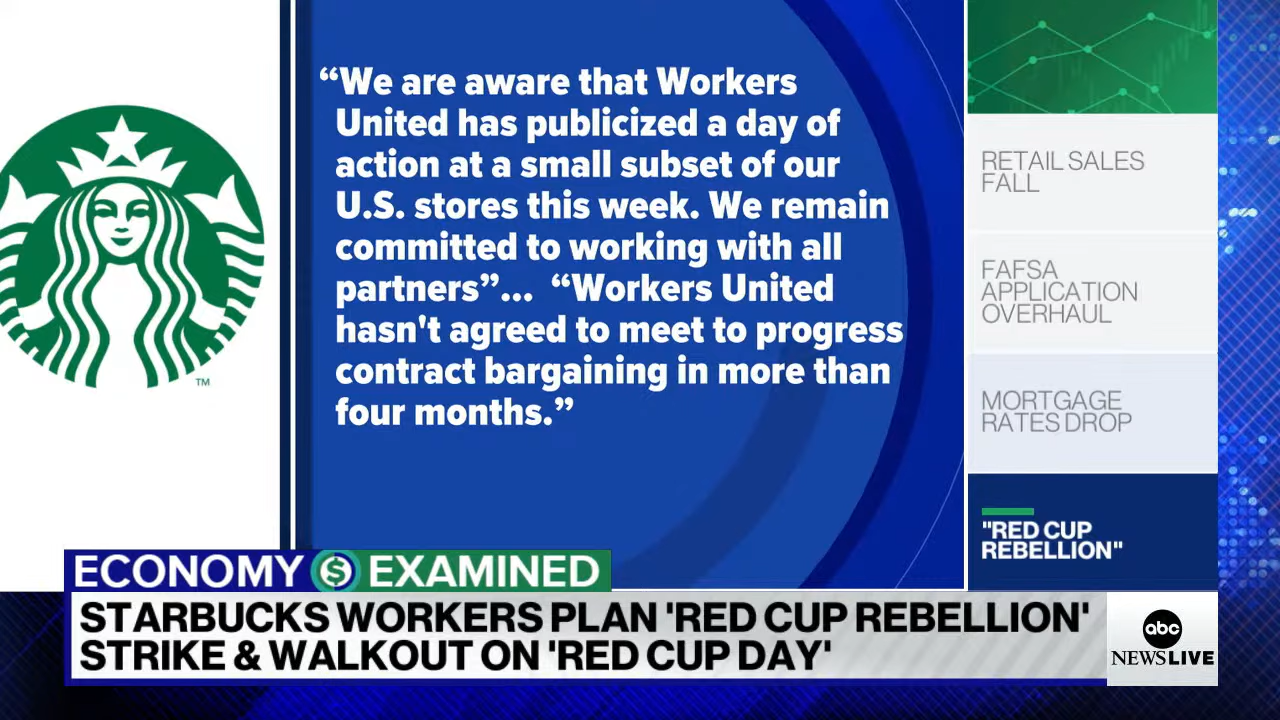 “We are aware that Workers
United has publicized a day of
action at a small subset of our
U.S. stores this week. We remain
committed to working with all
partners”... “Workers United
hasn't agreed to meet to progress
contract bargaining in more than
four months.”
TM
RETAIL SALES
FALL
FAFSA
APPLICATION
OVERHAUL
MORTGAGE
RATES DROP
"RED CUP
REBELLION"
ECONOMY $ EXAMINED
STARBUCKS WORKERS PLAN 'RED CUP REBELLION'
STRIKE & WALKOUT ON 'RED CUP DAY'
abc
NEWSLIVE